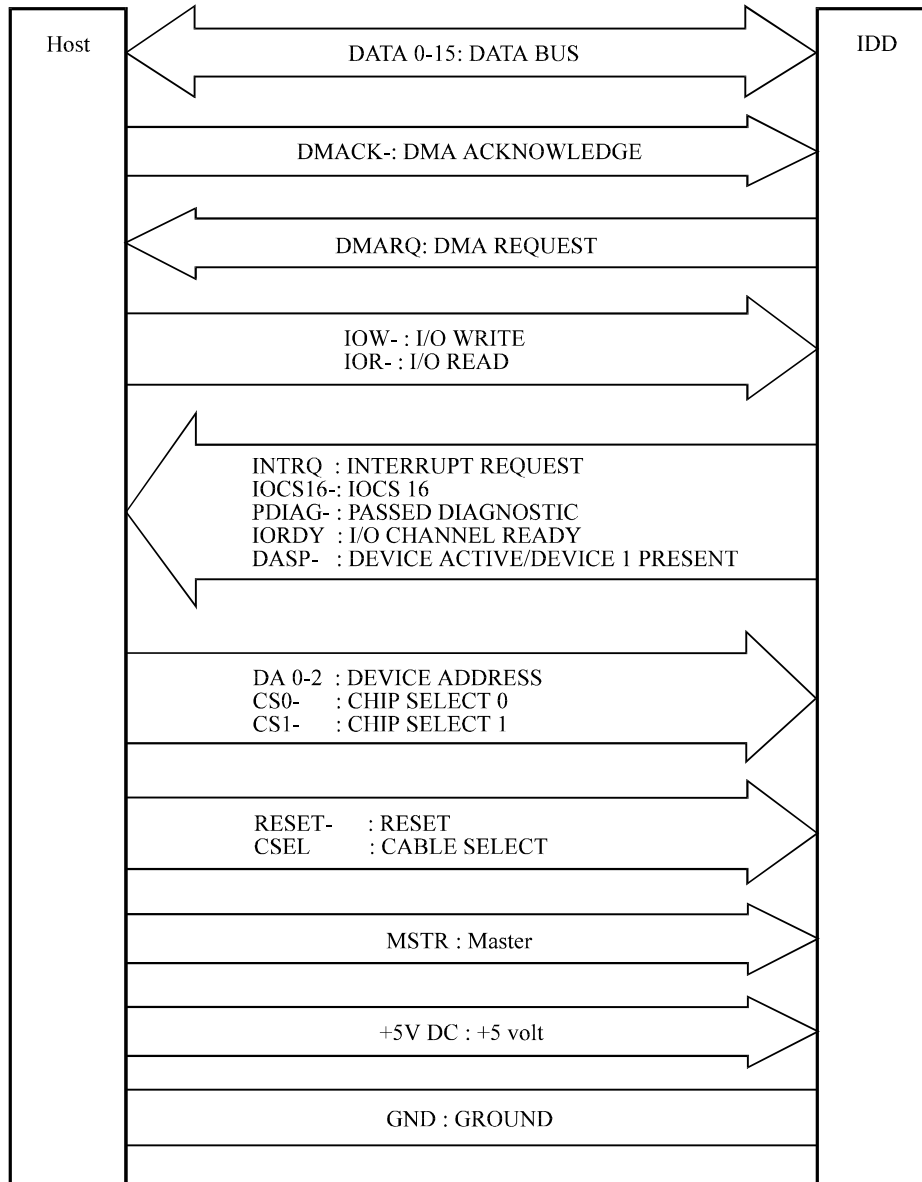 Host
IDD
DATA 0-15: DATA BUS
DMACK-: DMA ACKNOWLEDGE
DMARQ: DMA REQUEST
IOW- : I/O WRITE
IOR- : I/O READ
INTRQ : INTERRUPT REQUEST
IOCS16-: IOCS 16
PDIAG- : PASSED DIAGNOSTIC
IORDY : I/O CHANNEL READY
DASP- : DEVICE ACTIVE/DEVICE 1 PRESENT
DA 0-2 : DEVICE ADDRESS
CS0- : CHIP SELECT 0
CS1- : CHIP SELECT 1
RESET- : RESET
CSEL : CABLE SELECT
MSTR : Master
+5V DC : +5 volt
GND : GROUND